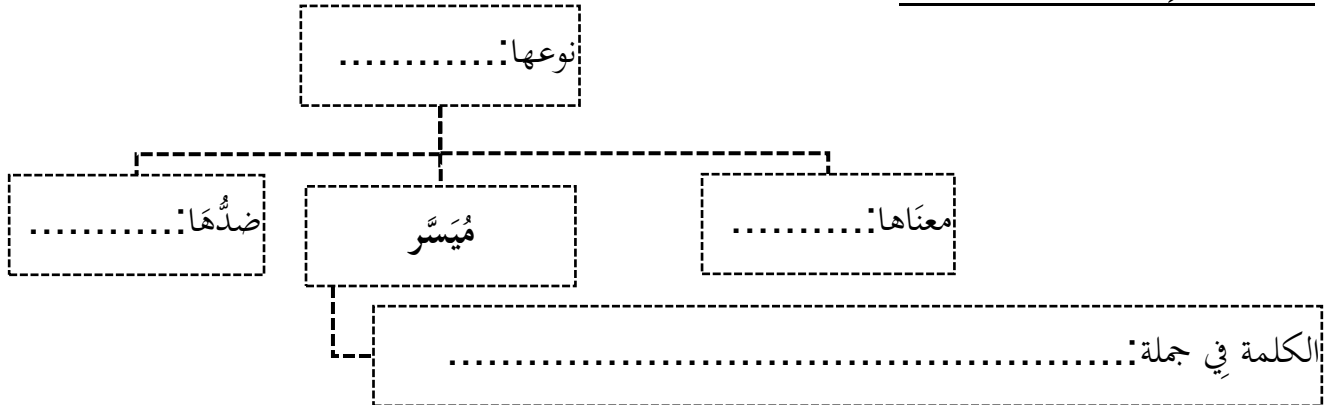 نوعها:............
معنَاها:...........
مُيَسَّر
ضدُّهَا:...........
الكلمة فِي جملة:..................................................